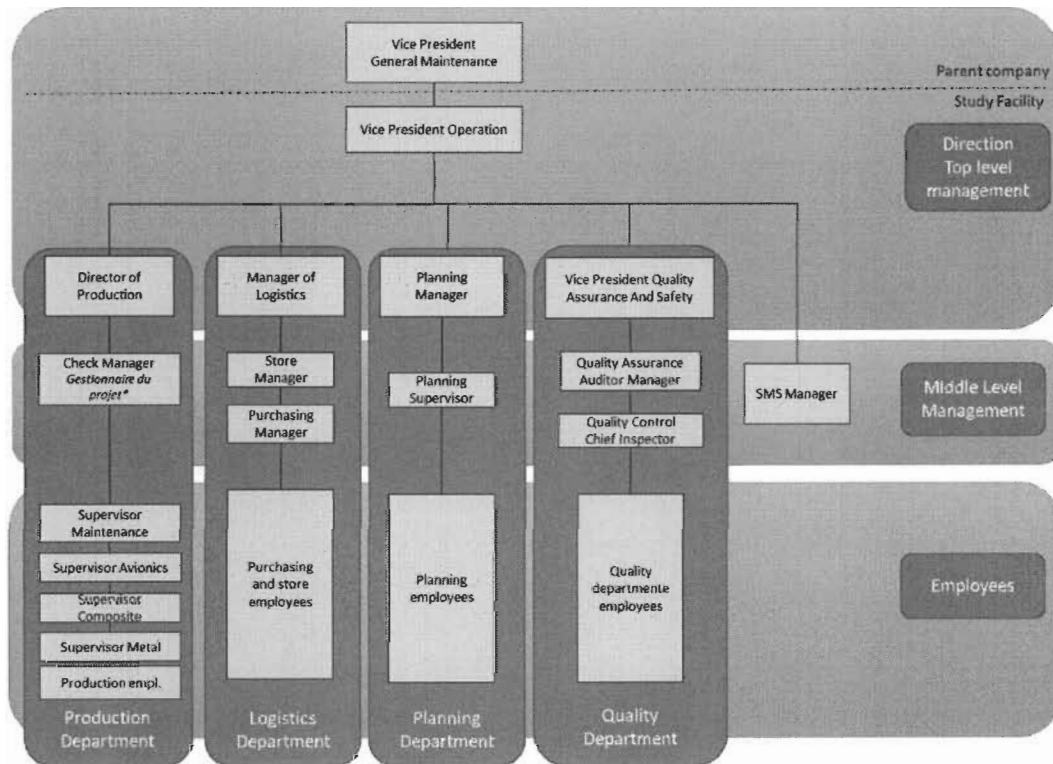 Vice President
General Maintenance
Parent company
Study Facility
Vice President Operation
Direction
Top level
management
Director of
Production
Manager of
Logistics
Planning
Manager
Vice President Quality
Assurance And Safety
Check Manager
Gestionnaire du
projet*
Store
Manager
Purchasing
Manager
Planning
Supervisor
Quality Assurance
Auditor Manager
Quality Control
Chief Inspector
SMS Manager
Middle Level
Management
Supervisor
Maintenance
Supervisor Avionics
Supervisor
Composite
Supervisor Metal
Production empl.
Purchasing
and store
employees
Planning
employees
Quality
departmente
employees
Employees
Production
Department
Logistics
Department
Planning
Department
Quality
Department